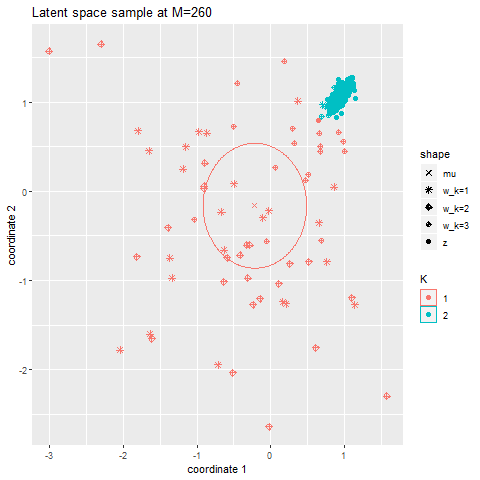 Latent space sample at M=260
coordinate 2
1
0
-1
-2
-3
-2
-1
0
1
coordinate 1
shape
mu
w_k=1
w_k=2
w_k=3
z
K
1
2